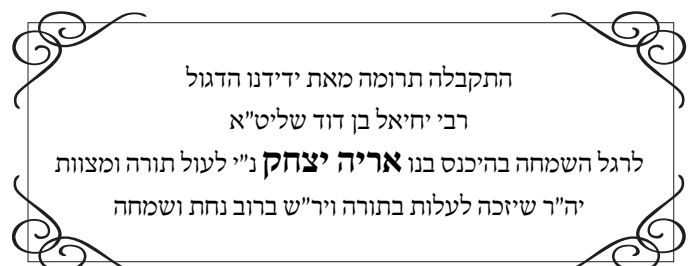 התקבלה תרומה מאת ידידנו הדגול
רבי יחיאל בן דוד שליט"א
לרגל השמחה בהיכנס בנו אריה יצחק נ"י לעול תורה ומצוות
יה"ר שיזכה לעלות בתורה ויר"ש ברוב נחת ושמחה